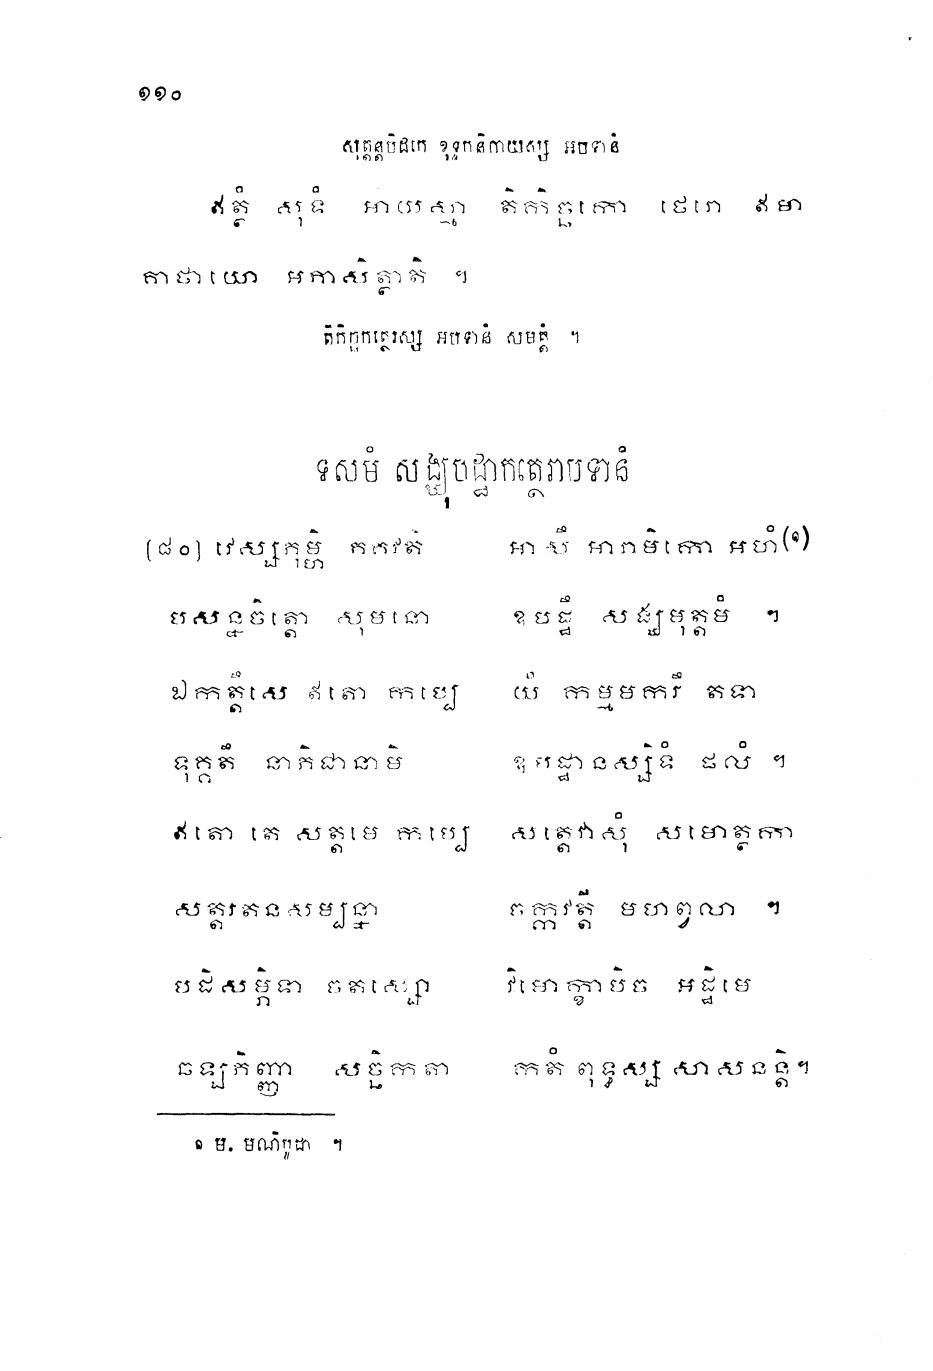 ១១០
សុត្តន្តបិដកេ ខុទ្ទកនិកាយស្ស អបទានំ
ឥត្ថំ សុទំ អាយស្មា តិកិច្ឆកោ ថេរោ ឥមា
គាថាយោ អភាសិត្ថាតិ ។
តិកិច្ឆកត្ថេរស្ស អបទានំ សមត្តំ ។
ទសមំ សង្ឃុបដ្ឋាកត្ថេរាបទានំ
[៨០] វេស្សភុម្ហិ ភគវតិ អាសឹ អារាមិកោ អហំ(១)
បសន្នចិត្តោ សុមនោ ឧបដ្ឋឹ សង្ឃមុត្តមំ ។
ឯកត្តឹសេ ឥតោ កប្បេ យំ កម្មមករឹ តទា
ទុគ្គតឹ នាភិជានាមិ ឧបដ្ឋានស្សិទំ ផលំ ។
ឥតោ តេ សត្តមេ កប្បេ សត្តេវាសុំ សមោត្ថតា
សត្តរតនសម្បន្នា ចក្កវត្តី មហព្វលា ។
បដិសម្ភិទា ចតស្សោ វិមោក្ខាបិច អដ្ឋិមេ
ឆឡភិញ្ញា សច្ឆិកតា កតំ ពុទ្ធស្ស សាសនន្តិ។
១ ម. មណិបូជា ។